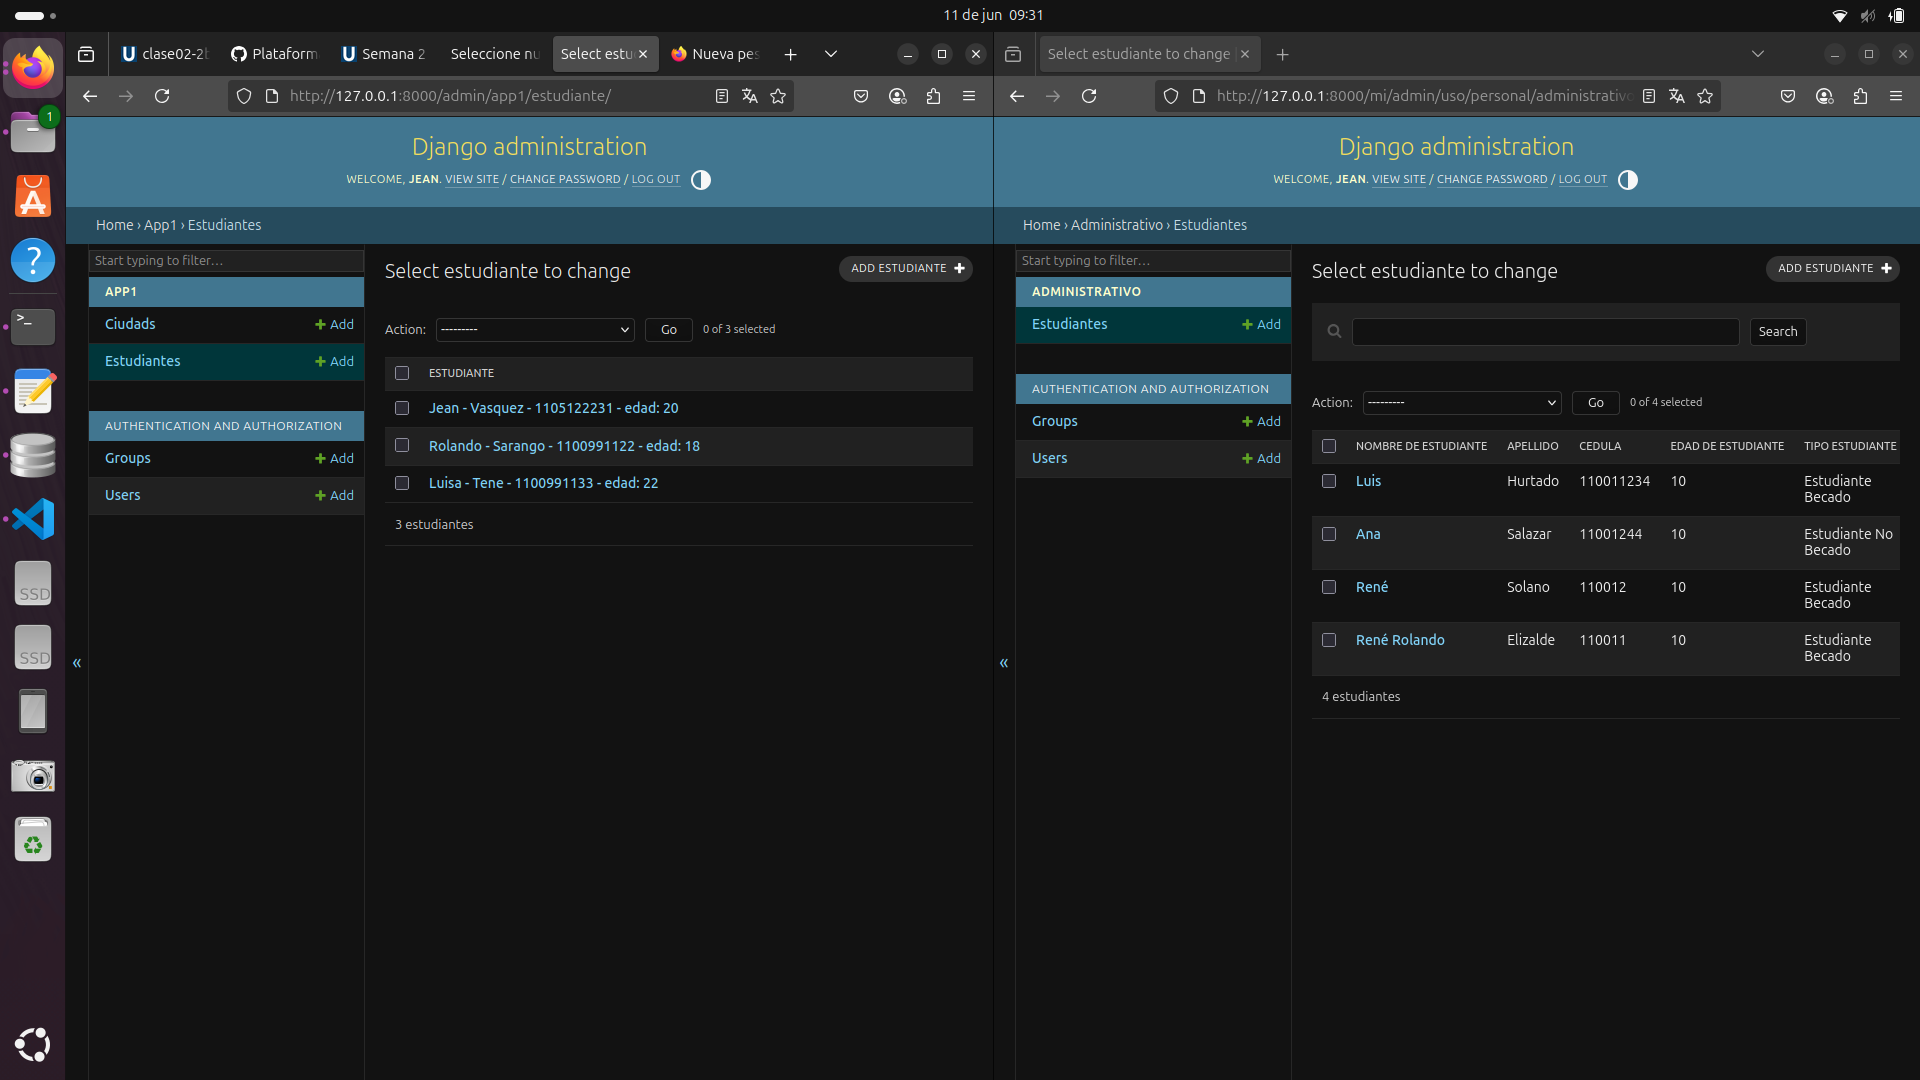 11 de jun 09:31
1
clase02-2b
Plataform
Semana 2
Seleccione nu
Select estu
Nueva pes
http://127.0.0.1:8000/admin/app1/estudiante/
Django administration
WELCOME, JEAN. VIEW SITE / CHANGE PASSWORD / LOG OUT
Home › App1 › Estudiantes
Start typing to filter…
APP1
Ciudads
Add
Estudiantes
Add
AUTHENTICATION AND AUTHORIZATION
Groups
Add
Users
Add
«
Select estudiante to change
ADD ESTUDIANTE
Action: --------- Go 0 of 3 selected
ESTUDIANTE
Jean - Vasquez - 1105122231 - edad: 20
Rolando - Sarango - 1100991122 - edad: 18
Luisa - Tene - 1100991133 - edad: 22
3 estudiantes
Select estudiante to change
http://127.0.0.1:8000/mi/admin/uso/personal/administrativo
Django administration
WELCOME, JEAN. VIEW SITE / CHANGE PASSWORD / LOG OUT
Home › Administrativo › Estudiantes
Start typing to filter…
ADMINISTRATIVO
Estudiantes
Add
AUTHENTICATION AND AUTHORIZATION
Groups
Add
Users
Add
«
Select estudiante to change
ADD ESTUDIANTE
Search
Action: --------- Go 0 of 4 selected
NOMBRE DE ESTUDIANTE APELLIDO CEDULA EDAD DE ESTUDIANTE TIPO ESTUDIANTE
Luis Hurtado 110011234 10 Estudiante
Becado
Ana Salazar 11001244 10 Estudiante No
Becado
René Solano 110012 10 Estudiante
Becado
René Rolando Elizalde 110011 10 Estudiante
Becado
4 estudiantes
>_
?
A
SSD
SSD